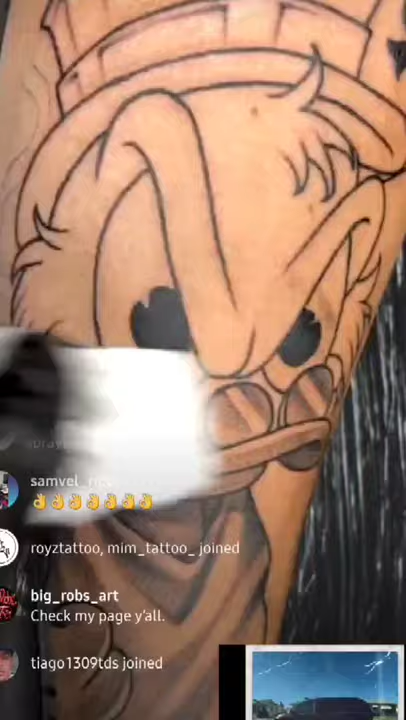 samvel_
👌👌👌👌👌👌👌
royztattoo, mim_tattoo_ joined
big_robs_art
Check my page y'all.
tiago1309tds joined